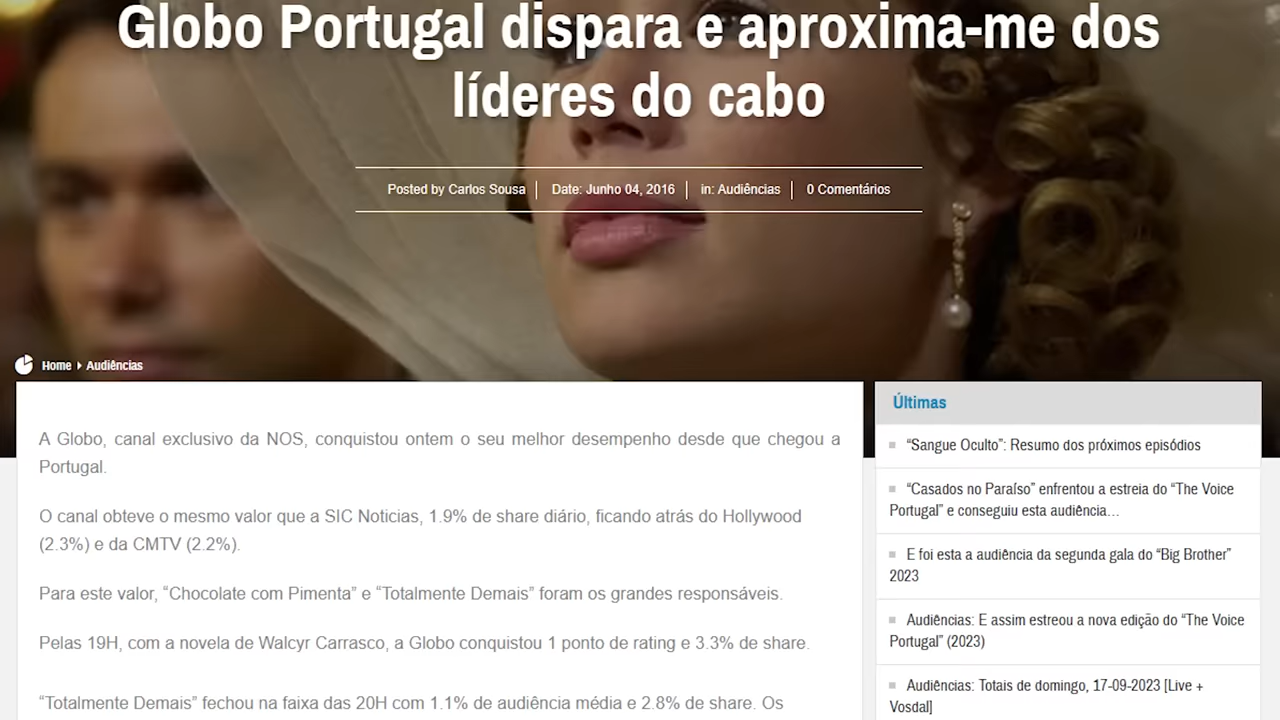 Globo Portugal dispara e aproxima-me dos
líderes do cabo
Posted by Carlos Sousa
Date: Junho 04, 2016
in: Audiências
0 Comentários
Home
Audiências
A Globo, canal exclusivo da NOS, conquistou ontem o seu melhor desempenho desde que chegou a
Portugal.
O canal obteve o mesmo valor que a SIC Noticias, 1.9% de share diário, ficando atrás do Hollywood
(2.3%) e da CMTV (2.2%).
Para este valor, “Chocolate com Pimenta” e “Totalmente Demais” foram os grandes responsáveis.
Pelas 19H, com a novela de Walcyr Carrasco, a Globo conquistou 1 ponto de rating e 3.3% de share.
“Totalmente Demais” fechou na faixa das 20H com 1.1% de audiência média e 2.8% de share. Os
Últimas
“Sangue Oculto”: Resumo dos próximos episódios
“Casados no Paraíso” enfrentou a estreia do “The Voice
Portugal” e conseguiu esta audiência…
E foi esta a audiência da segunda gala do “Big Brother”
2023
Audiências: E assim estreou a nova edição do “The Voice
Portugal” (2023)
Audiências: Totais de domingo, 17-09-2023 [Live +
Vosdal]